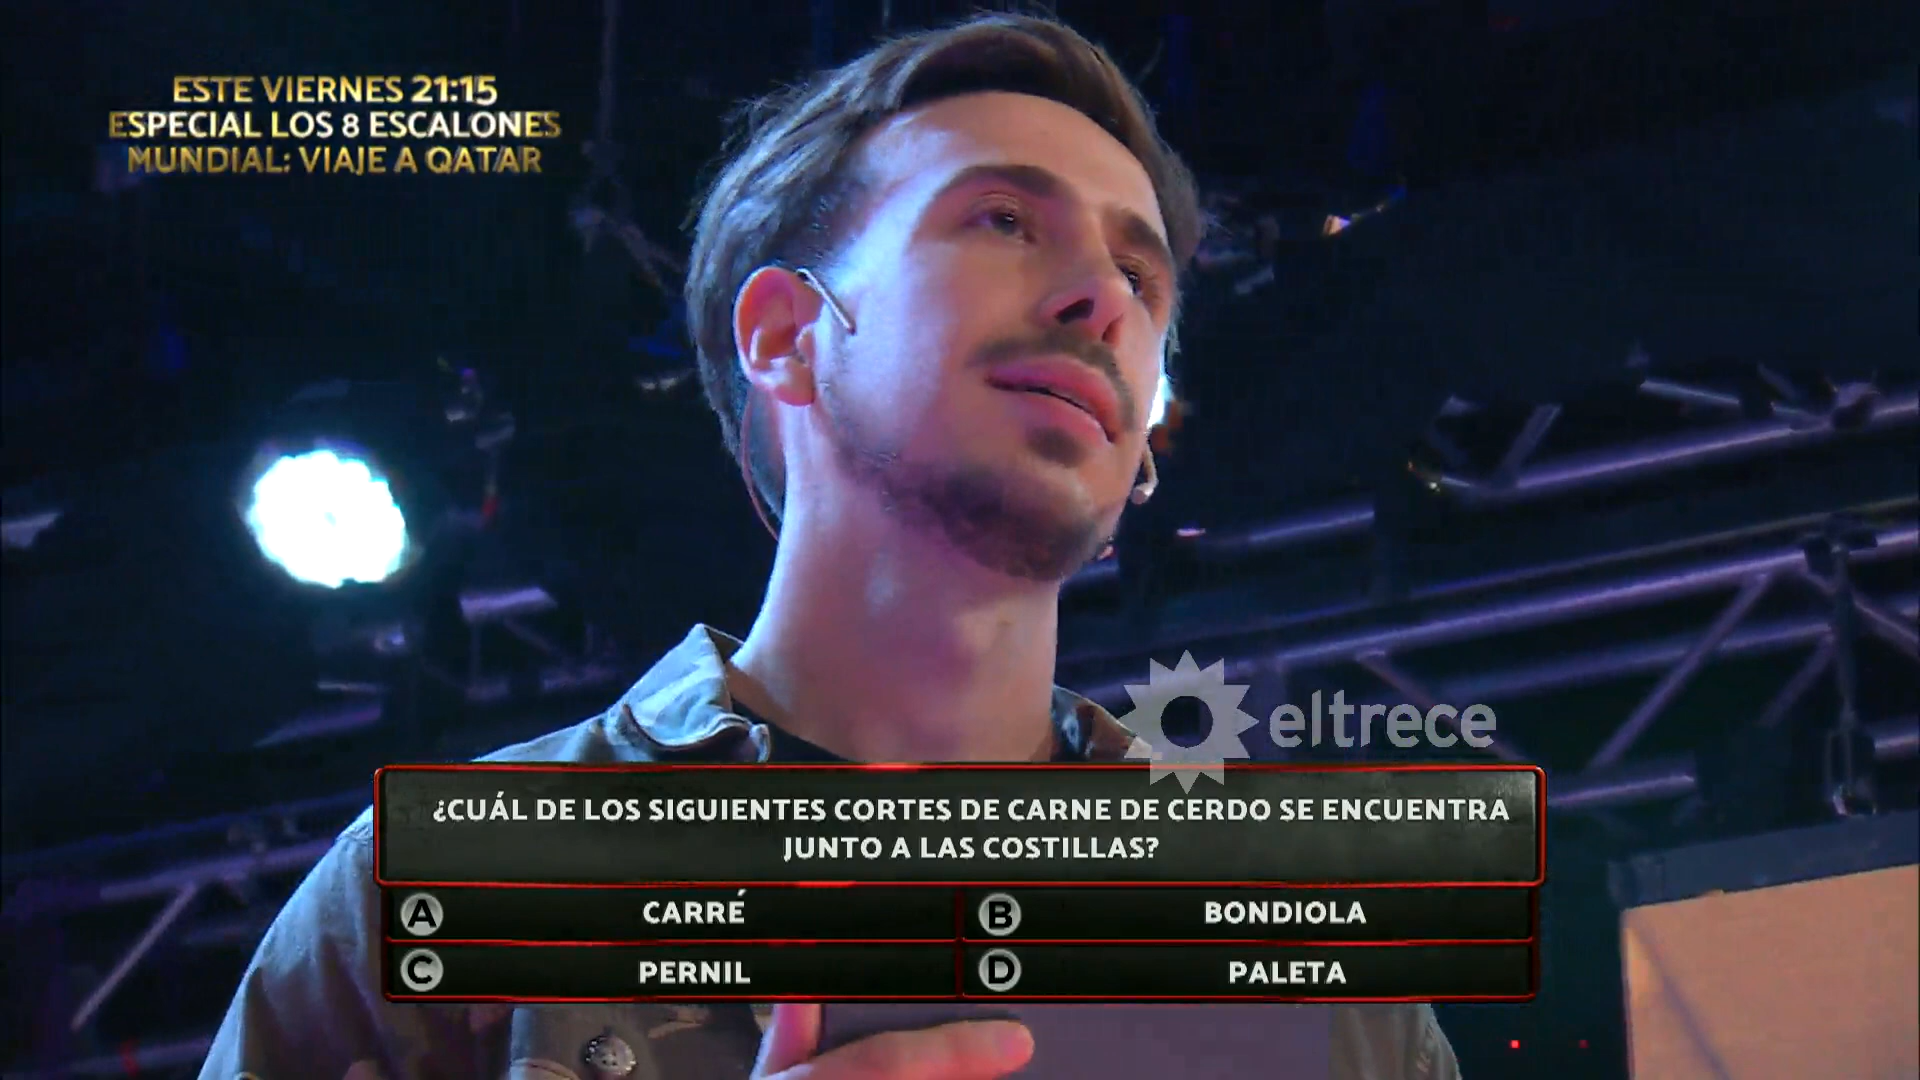 ESTE VIERNES 21:15
ESPECIAL LOS 8 ESCALONES
MUNDIAL: VIAJE A QATAR
eltrece
¿CUÁL DE LOS SIGUIENTES CORTES DE CARNE DE CERDO SE ENCUENTRA
JUNTO A LAS COSTILLAS?
A CARRÉ
B BONDIOLA
C PERNIL
D PALETA